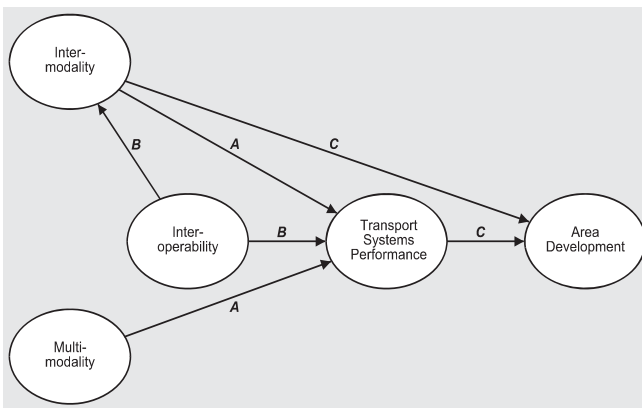 Inter-
modality
B
A
C
Inter-
operability
B
Transport
Systems
Performance
C
Area
Development
A
Multi-
modality